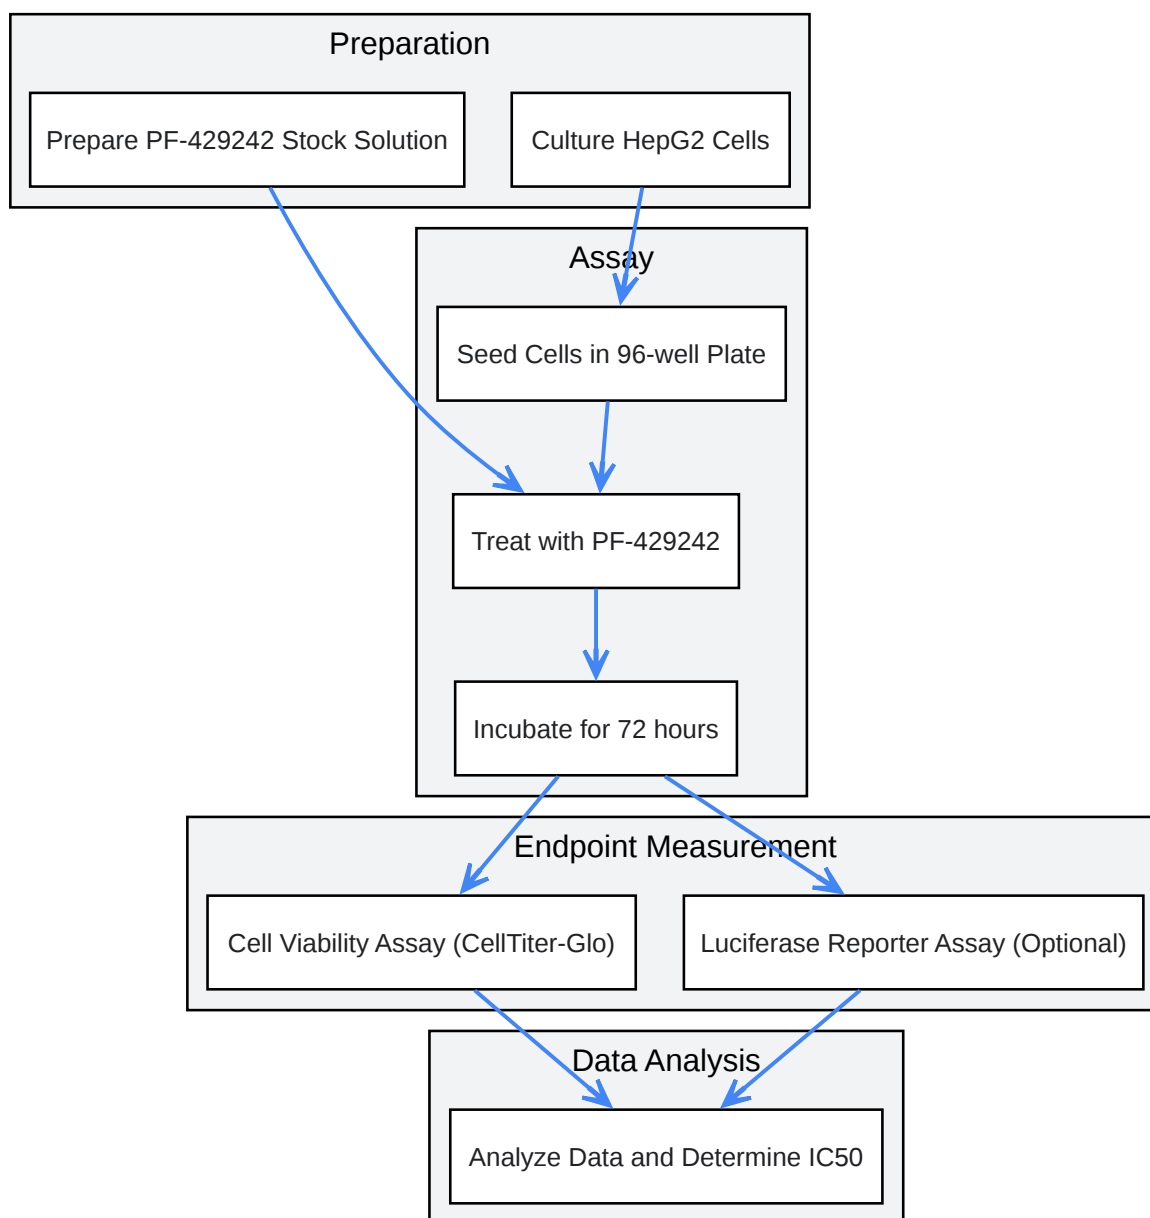 Preparation
Prepare PF-429242 Stock Solution
Culture HepG2 Cells
Assay
Seed Cells in 96-well Plate
Treat with PF-429242
Incubate for 72 hours
Endpoint Measurement
Cell Viability Assay (CellTiter-Glo)
Luciferase Reporter Assay (Optional)
Data Analysis
Analyze Data and Determine IC50